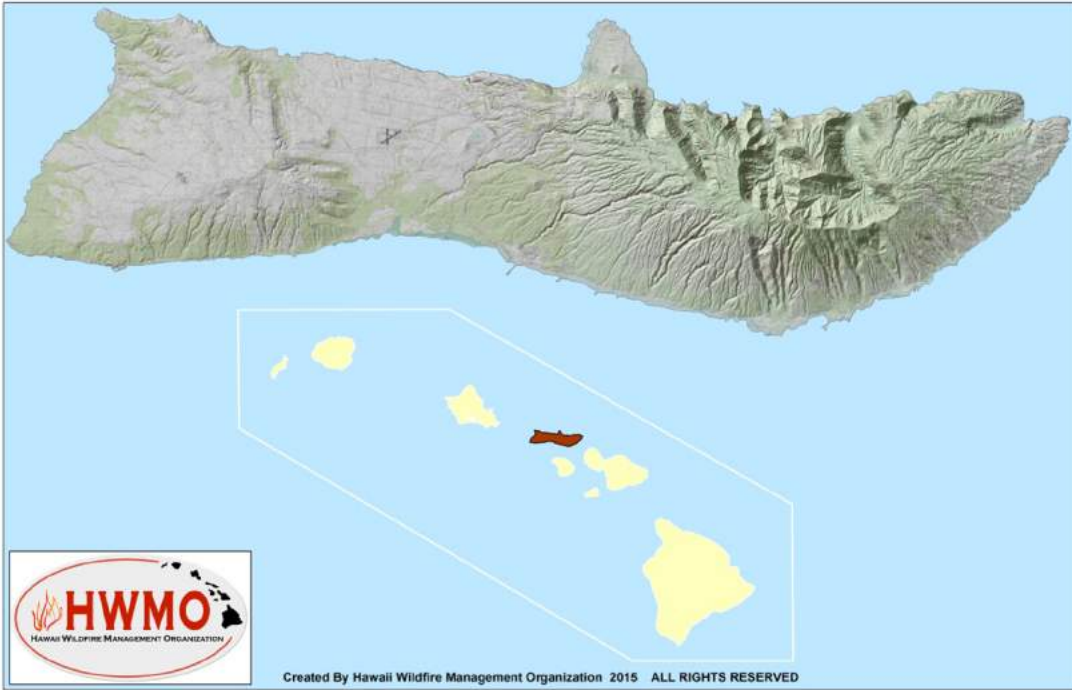 HWMO
HAWAII WILDFIRE MANAGEMENT ORGANIZATION
Created By Hawaii Wildfire Management Organization 2015 ALL RIGHTS RESERVED